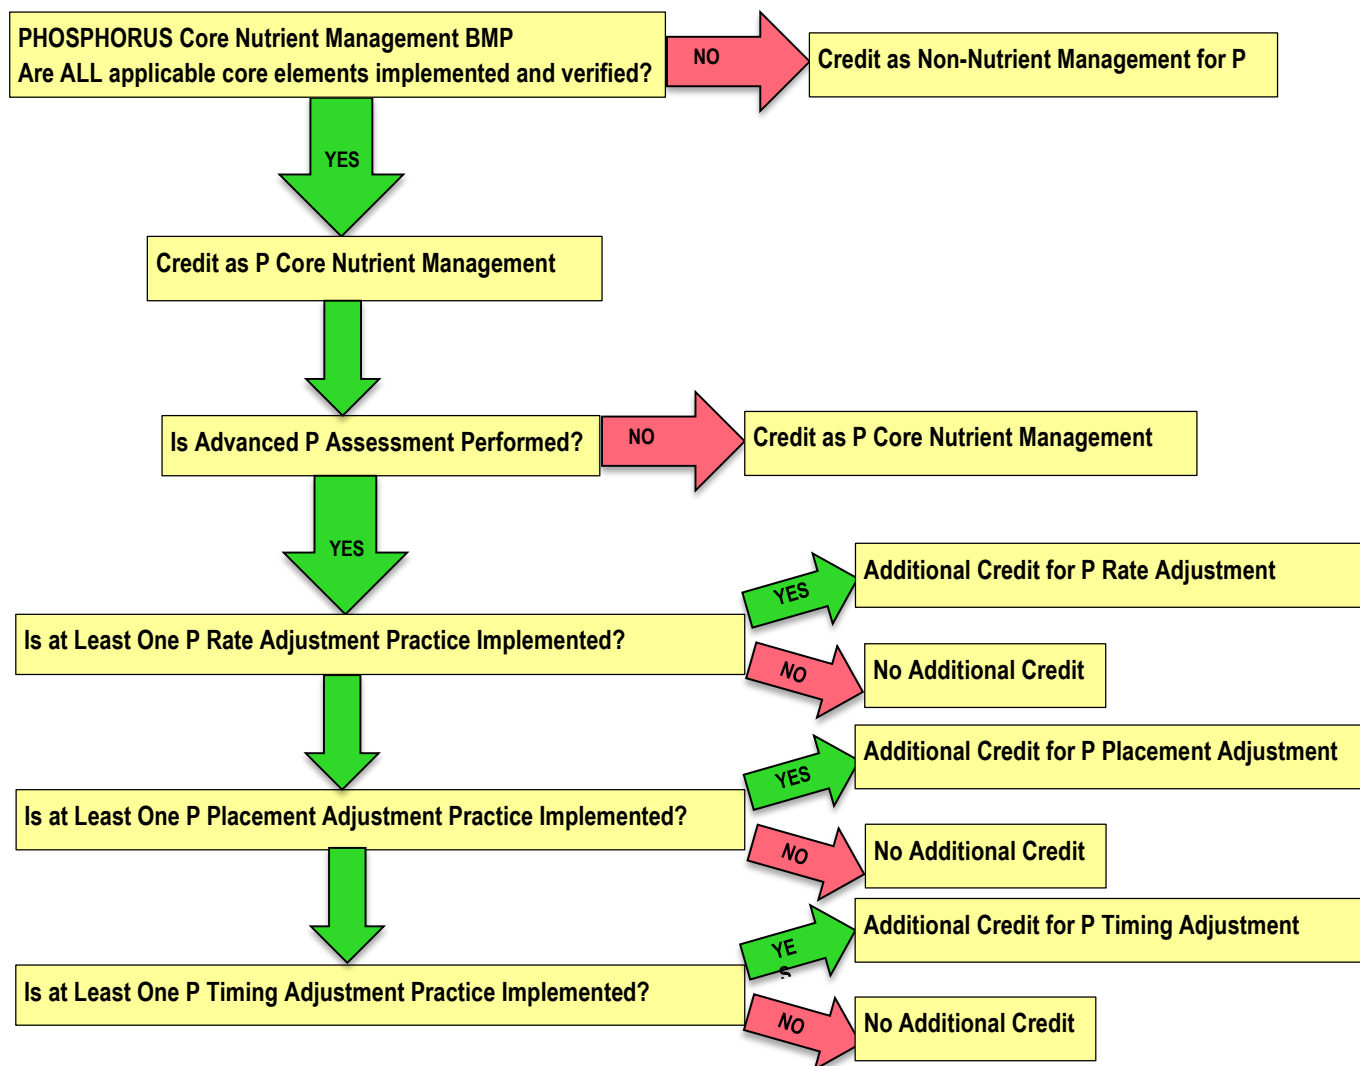 PHOSPHORUS Core Nutrient Management BMP
Are ALL applicable core elements implemented and verified?
NO
Credit as Non-Nutrient Management for P
YES
Credit as P Core Nutrient Management
Is Advanced P Assessment Performed?
NO
Credit as P Core Nutrient Management
YES
Is at Least One P Rate Adjustment Practice Implemented?
YES
Additional Credit for P Rate Adjustment
NO
No Additional Credit
Is at Least One P Placement Adjustment Practice Implemented?
YES
Additional Credit for P Placement Adjustment
NO
No Additional Credit
Is at Least One P Timing Adjustment Practice Implemented?
YE
S
Additional Credit for P Timing Adjustment
NO
No Additional Credit